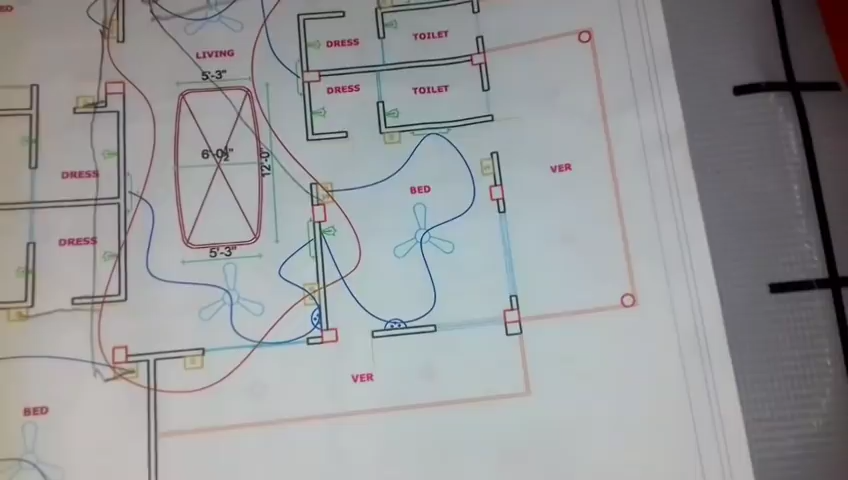 ED
LIVING
DRESS
TOILET
5'-3"
DRESS
TOILET
6'-0½"
12'-0"
DRESS
BED
VER
DRESS
5'-3"
VER
BED